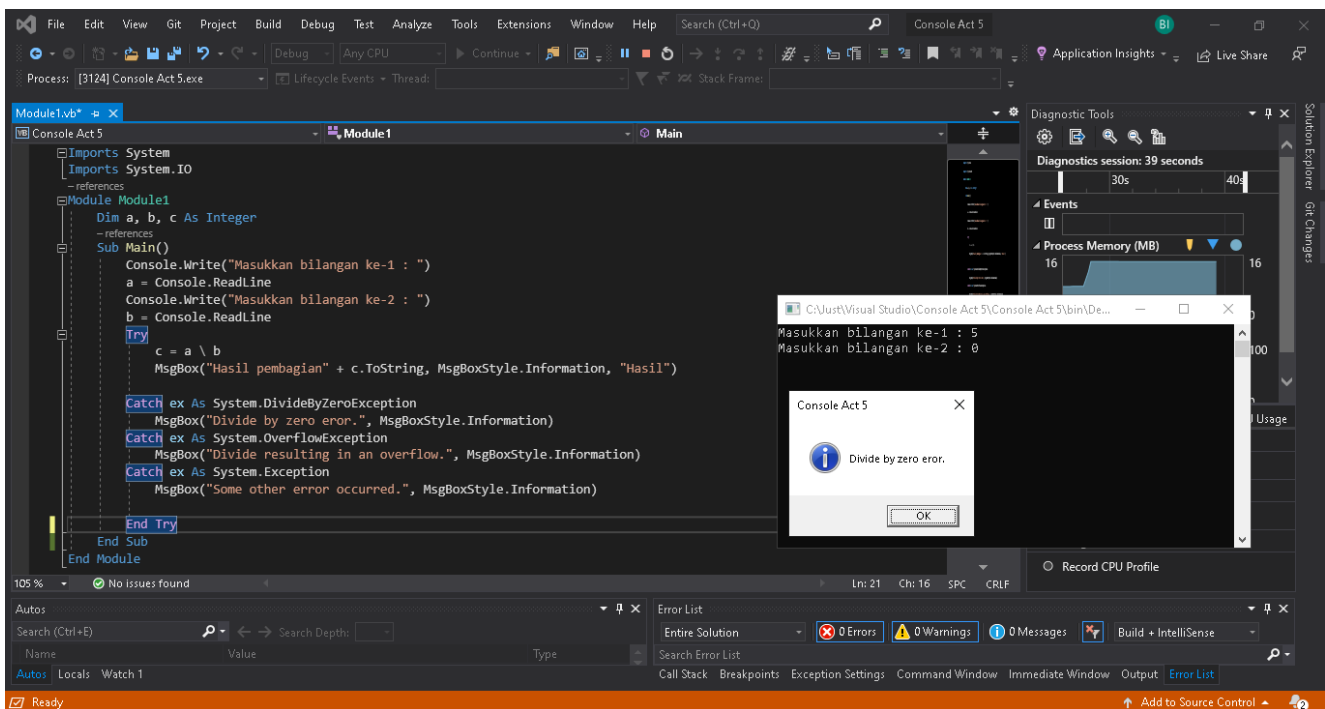 File Edit View Git Project Build Debug Test Analyze Tools Extensions Window Help Search (Ctrl+Q) Console Act 5 BI
Debug Any CPU Continue Application Insights Live Share
Process: [3124] Console Act 5.exe Lifecycle Events Thread: Stack Frame:
Module1.vb*
Console Act 5 Module1 Main
Imports System
Imports System.IO
– references
Module Module1
Dim a, b, c As Integer
– references
Sub Main()
Console.Write("Masukkan bilangan ke-1 : ")
a = Console.ReadLine
Console.Write("Masukkan bilangan ke-2 : ")
b = Console.ReadLine
Try
c = a \ b
MsgBox("Hasil pembagian" + c.ToString, MsgBoxStyle.Information, "Hasil")
Catch ex As System.DivideByZeroException
MsgBox("Divide by zero eror.", MsgBoxStyle.Information)
Catch ex As System.OverflowException
MsgBox("Divide resulting in an overflow.", MsgBoxStyle.Information)
Catch ex As System.Exception
MsgBox("Some other error occurred.", MsgBoxStyle.Information)
End Try
End Sub
End Module
105 % No issues found Ln: 21 Ch: 16 SPC CRLF
Diagnostic Tools
Diagnostics session: 39 seconds
30s 40s
Events
Process Memory (MB)
16 16
100
Usage
Record CPU Profile
Solution Explorer
Git Changes
C:\Just\Visual Studio\Console Act 5\Console Act 5\bin\De...
Masukkan bilangan ke-1 : 5
Masukkan bilangan ke-2 : 0
Console Act 5
Divide by zero eror.
OK
Autos
Search (Ctrl+E) Search Depth:
Name Value Type
Autos Locals Watch 1
Error List
Entire Solution 0 Errors 0 Warnings 0 Messages Build + IntelliSense
Search Error List
Call Stack Breakpoints Exception Settings Command Window Immediate Window Output Error List
Ready Add to Source Control 2